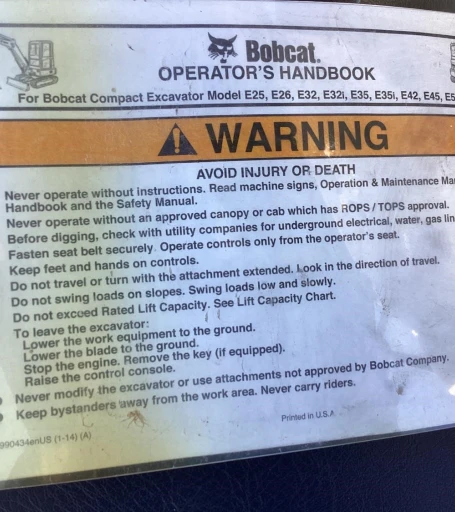 Bobcat.
OPERATOR'S HANDBOOK
For Bobcat Compact Excavator Model E25, E26, E32, E32i, E35, E35i, E42, E45, E5
WARNING
AVOID INJURY OR DEATH
Never operate without instructions. Read machine signs, Operation & Maintenance Ma
Handbook and the Safety Manual.
Never operate without an approved canopy or cab which has ROPS / TOPS approval.
Before digging, check with utility companies for underground electrical, water, gas lin
Fasten seat belt securely. Operate controls only from the operator's seat.
Keep feet and hands on controls.
Do not travel or turn with the attachment extended. Look in the direction of travel.
Do not swing loads on slopes. Swing loads low and slowly.
Do not exceed Rated Lift Capacity. See Lift Capacity Chart.
To leave the excavator:
Lower the work equipment to the ground.
Lower the blade to the ground.
Stop the engine. Remove the key (if equipped).
Raise the control console.
Never modify the excavator or use attachments not approved by Bobcat Company.
Keep bystanders away from the work area. Never carry riders.
Printed in U.S.A
990434enUS (1-14) (A)